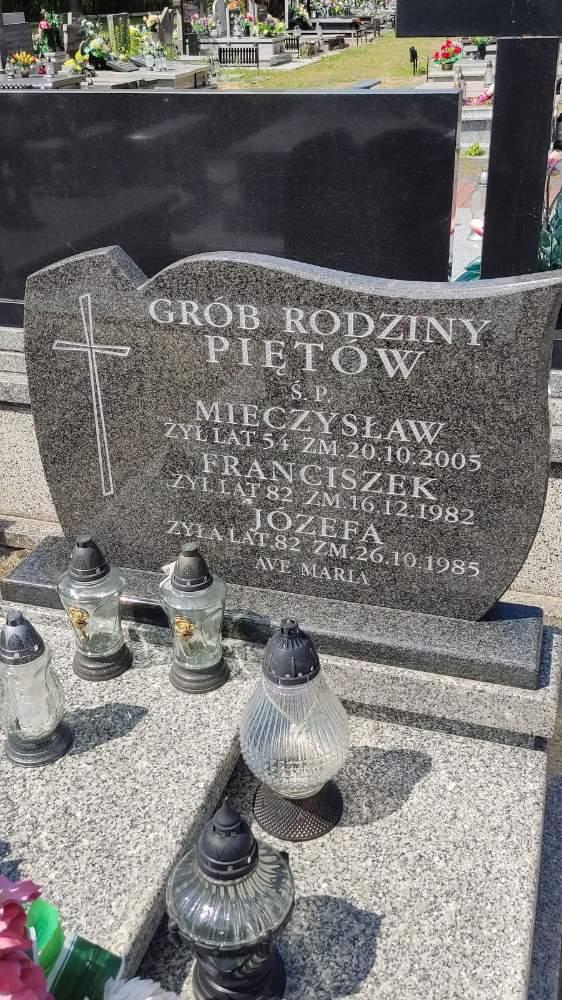 GRÓB RODZINY
PIĘTÓW
Ś. P.
MIECZYSŁAW
ŻYŁ LAT 54 ZM. 20.10.2005
FRANCISZEK
ŻYŁ LAT 82 ZM. 16.12.1982
JÓZEFA
ŻYŁA LAT 82 ZM. 26.10.1985
AVE MARIA